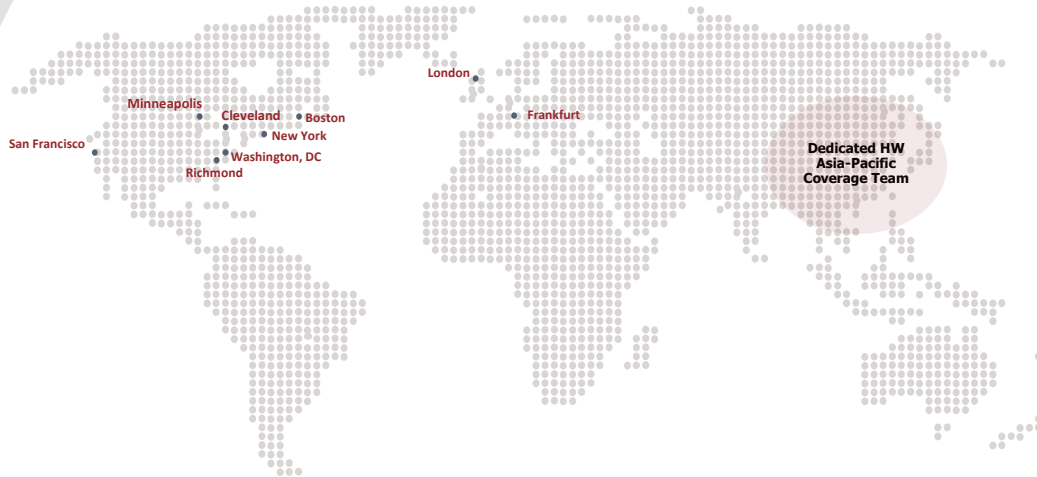 London
Minneapolis
Cleveland
Boston
Frankfurt
New York
San Francisco
Washington, DC
Richmond
Dedicated HW
Asia-Pacific
Coverage Team